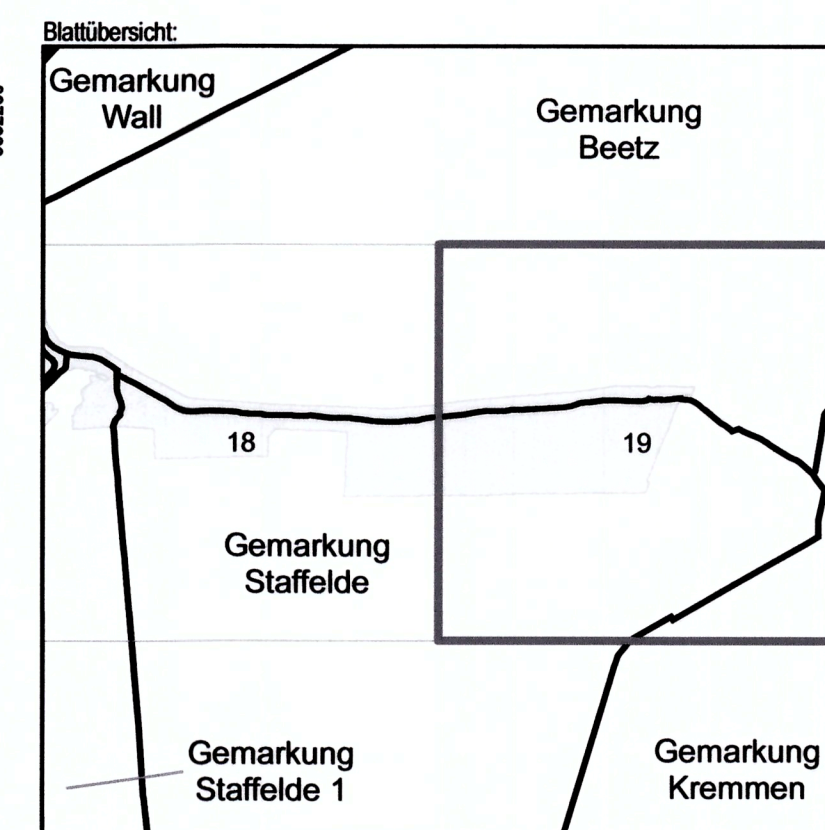 Blattübersicht:
Gemarkung
Wall
Gemarkung
Beetz
18
19
Gemarkung
Staffelde
Gemarkung
Staffelde 1
Gemarkung
Kremmen